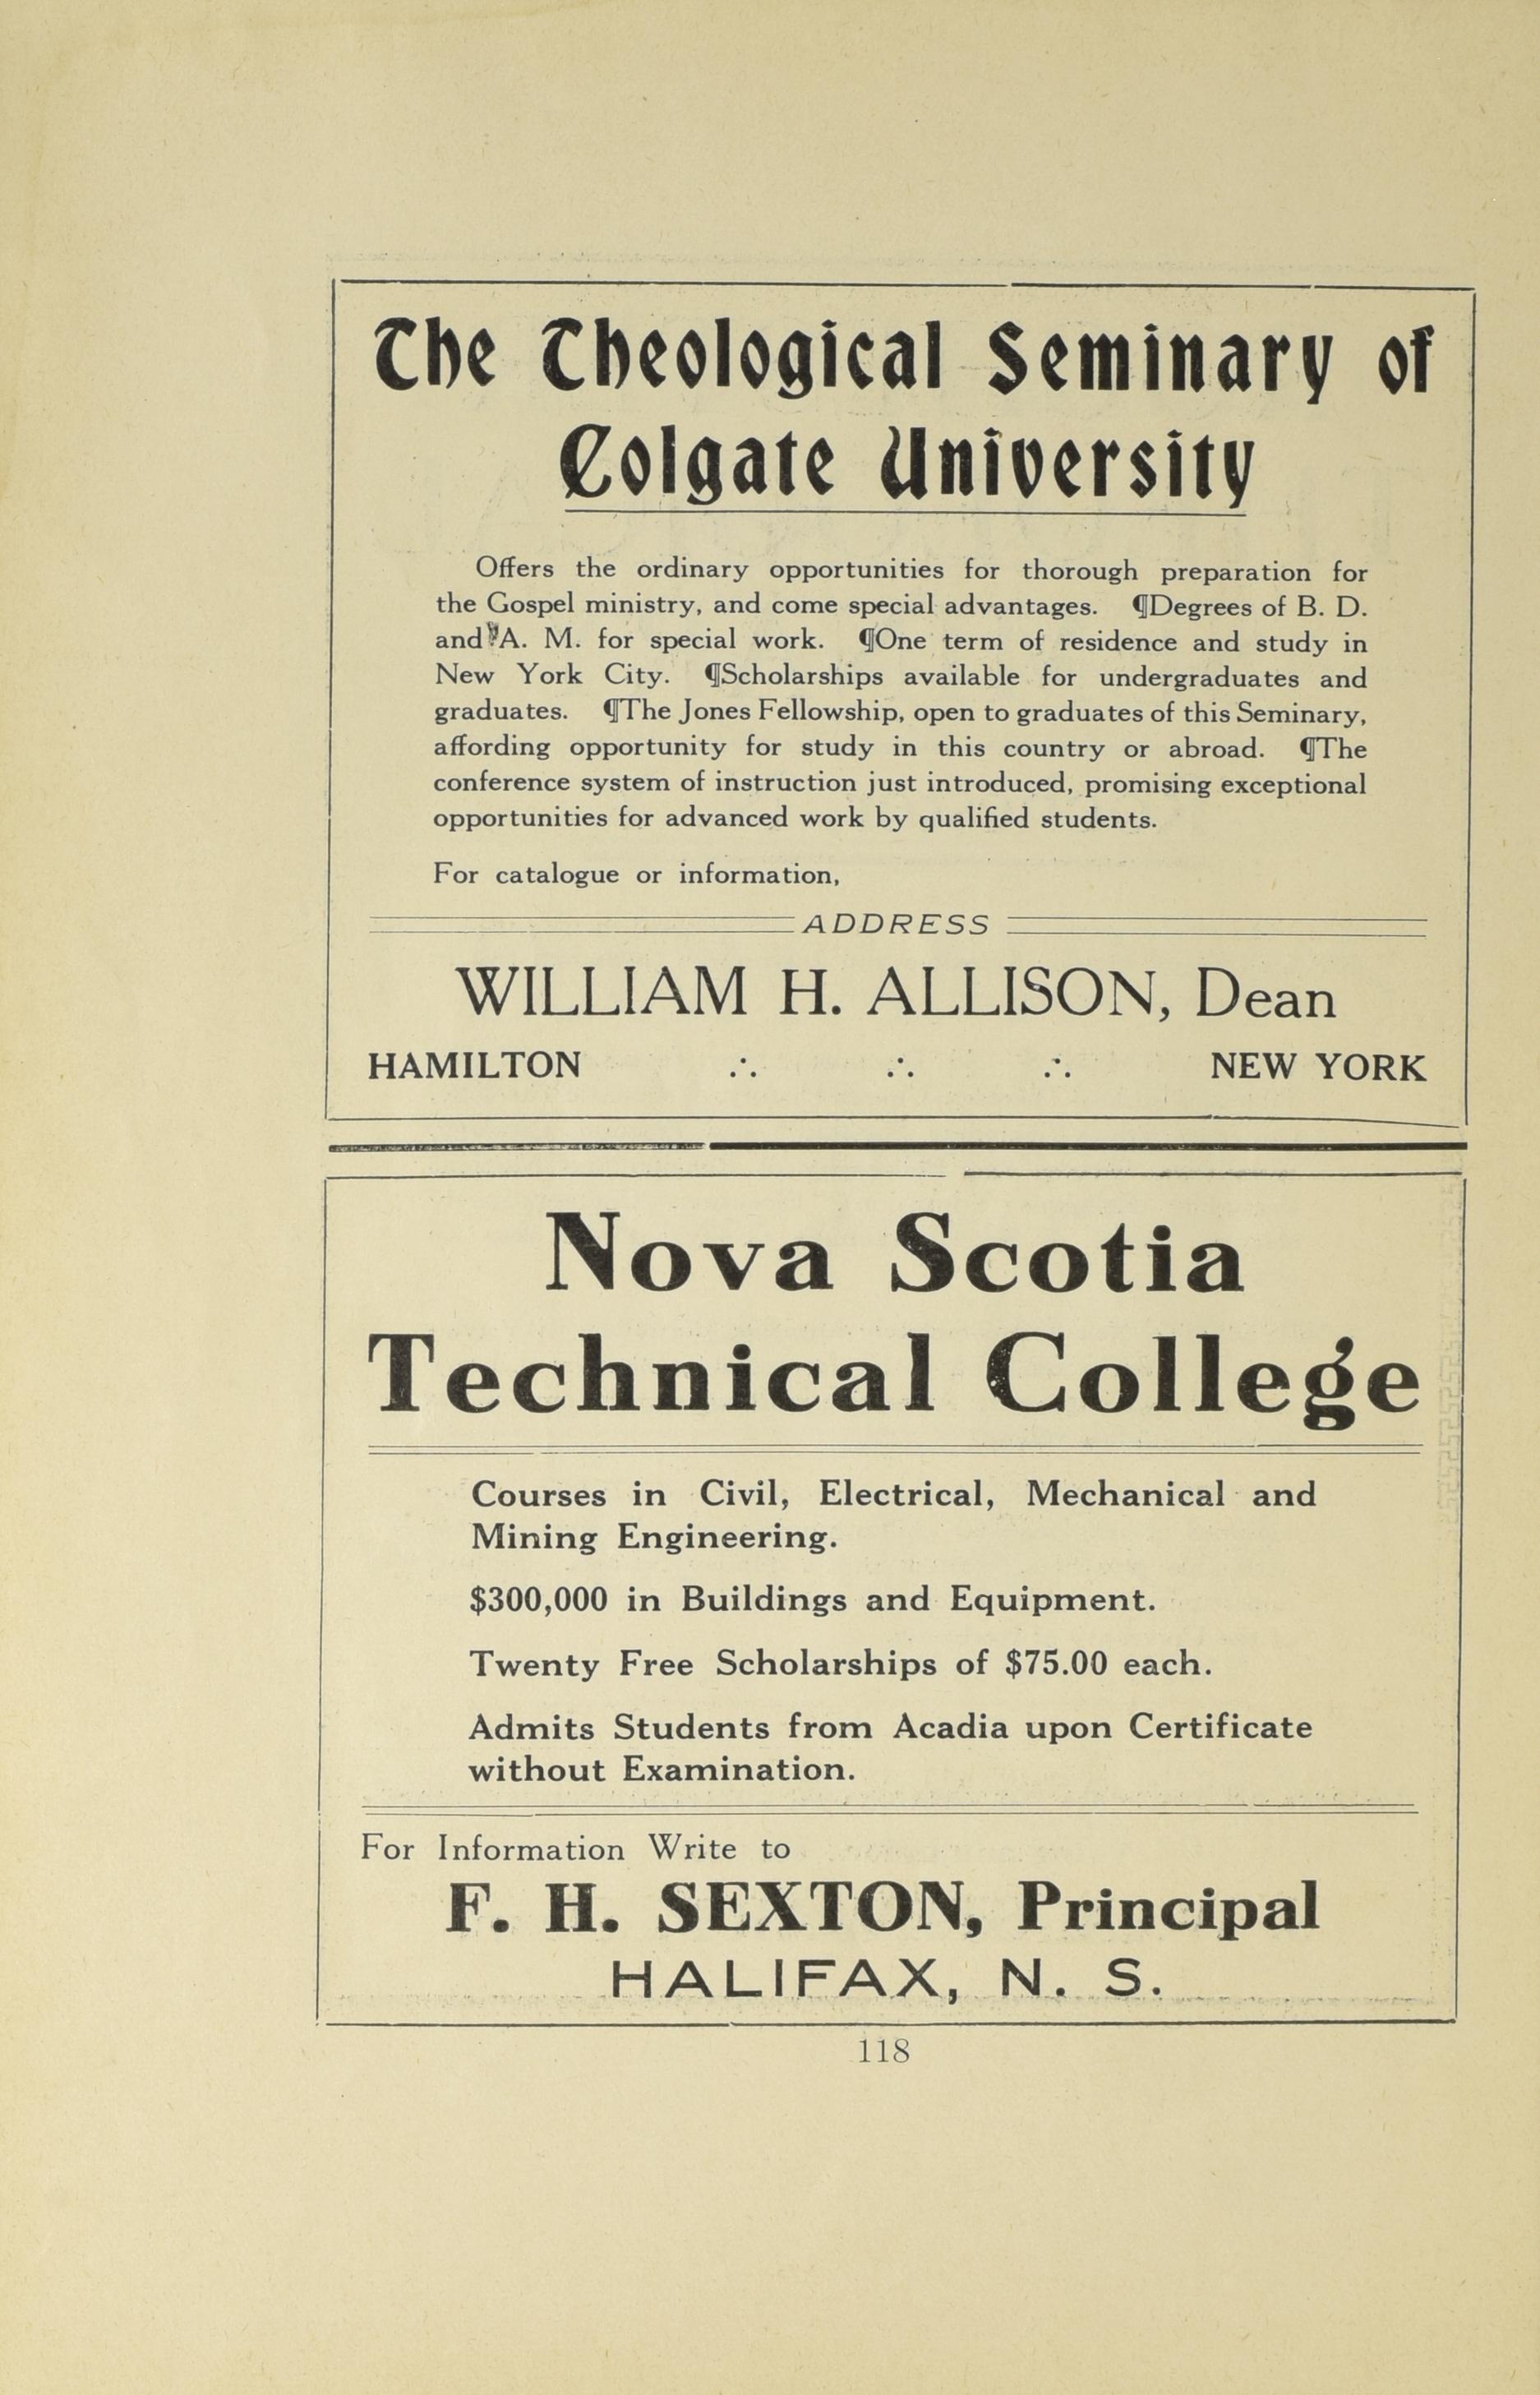 The Theological Seminary of
Colgate University
Offers the ordinary opportunities for thorough preparation for
the Gospel ministry, and come special advantages. ¶Degrees of B. D.
and A. M. for special work. ¶One term of residence and study in
New York City. ¶Scholarships available for undergraduates and
graduates. ¶The Jones Fellowship, open to graduates of this Seminary,
affording opportunity for study in this country or abroad. ¶The
conference system of instruction just introduced, promising exceptional
opportunities for advanced work by qualified students.
For catalogue or information,
ADDRESS
WILLIAM H. ALLISON, Dean
HAMILTON ∴ ∴ ∴ NEW YORK
Nova Scotia
Technical College
Courses in Civil, Electrical, Mechanical and
Mining Engineering.
$300,000 in Buildings and Equipment.
Twenty Free Scholarships of $75.00 each.
Admits Students from Acadia upon Certificate
without Examination.
For Information Write to
F. H. SEXTON, Principal
HALIFAX, N. S.
118